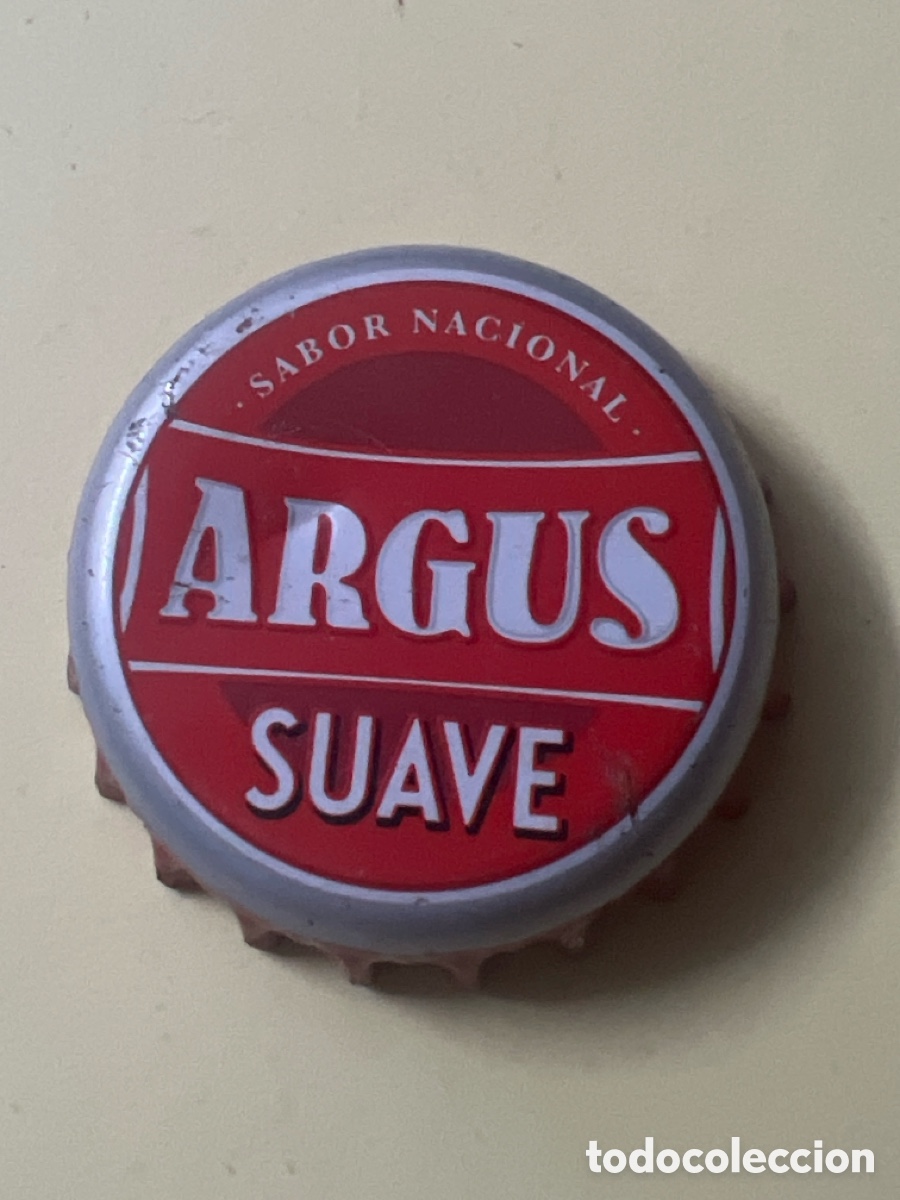 · SABOR NACIONAL ·
ARGUS
SUAVE
todocoleccion